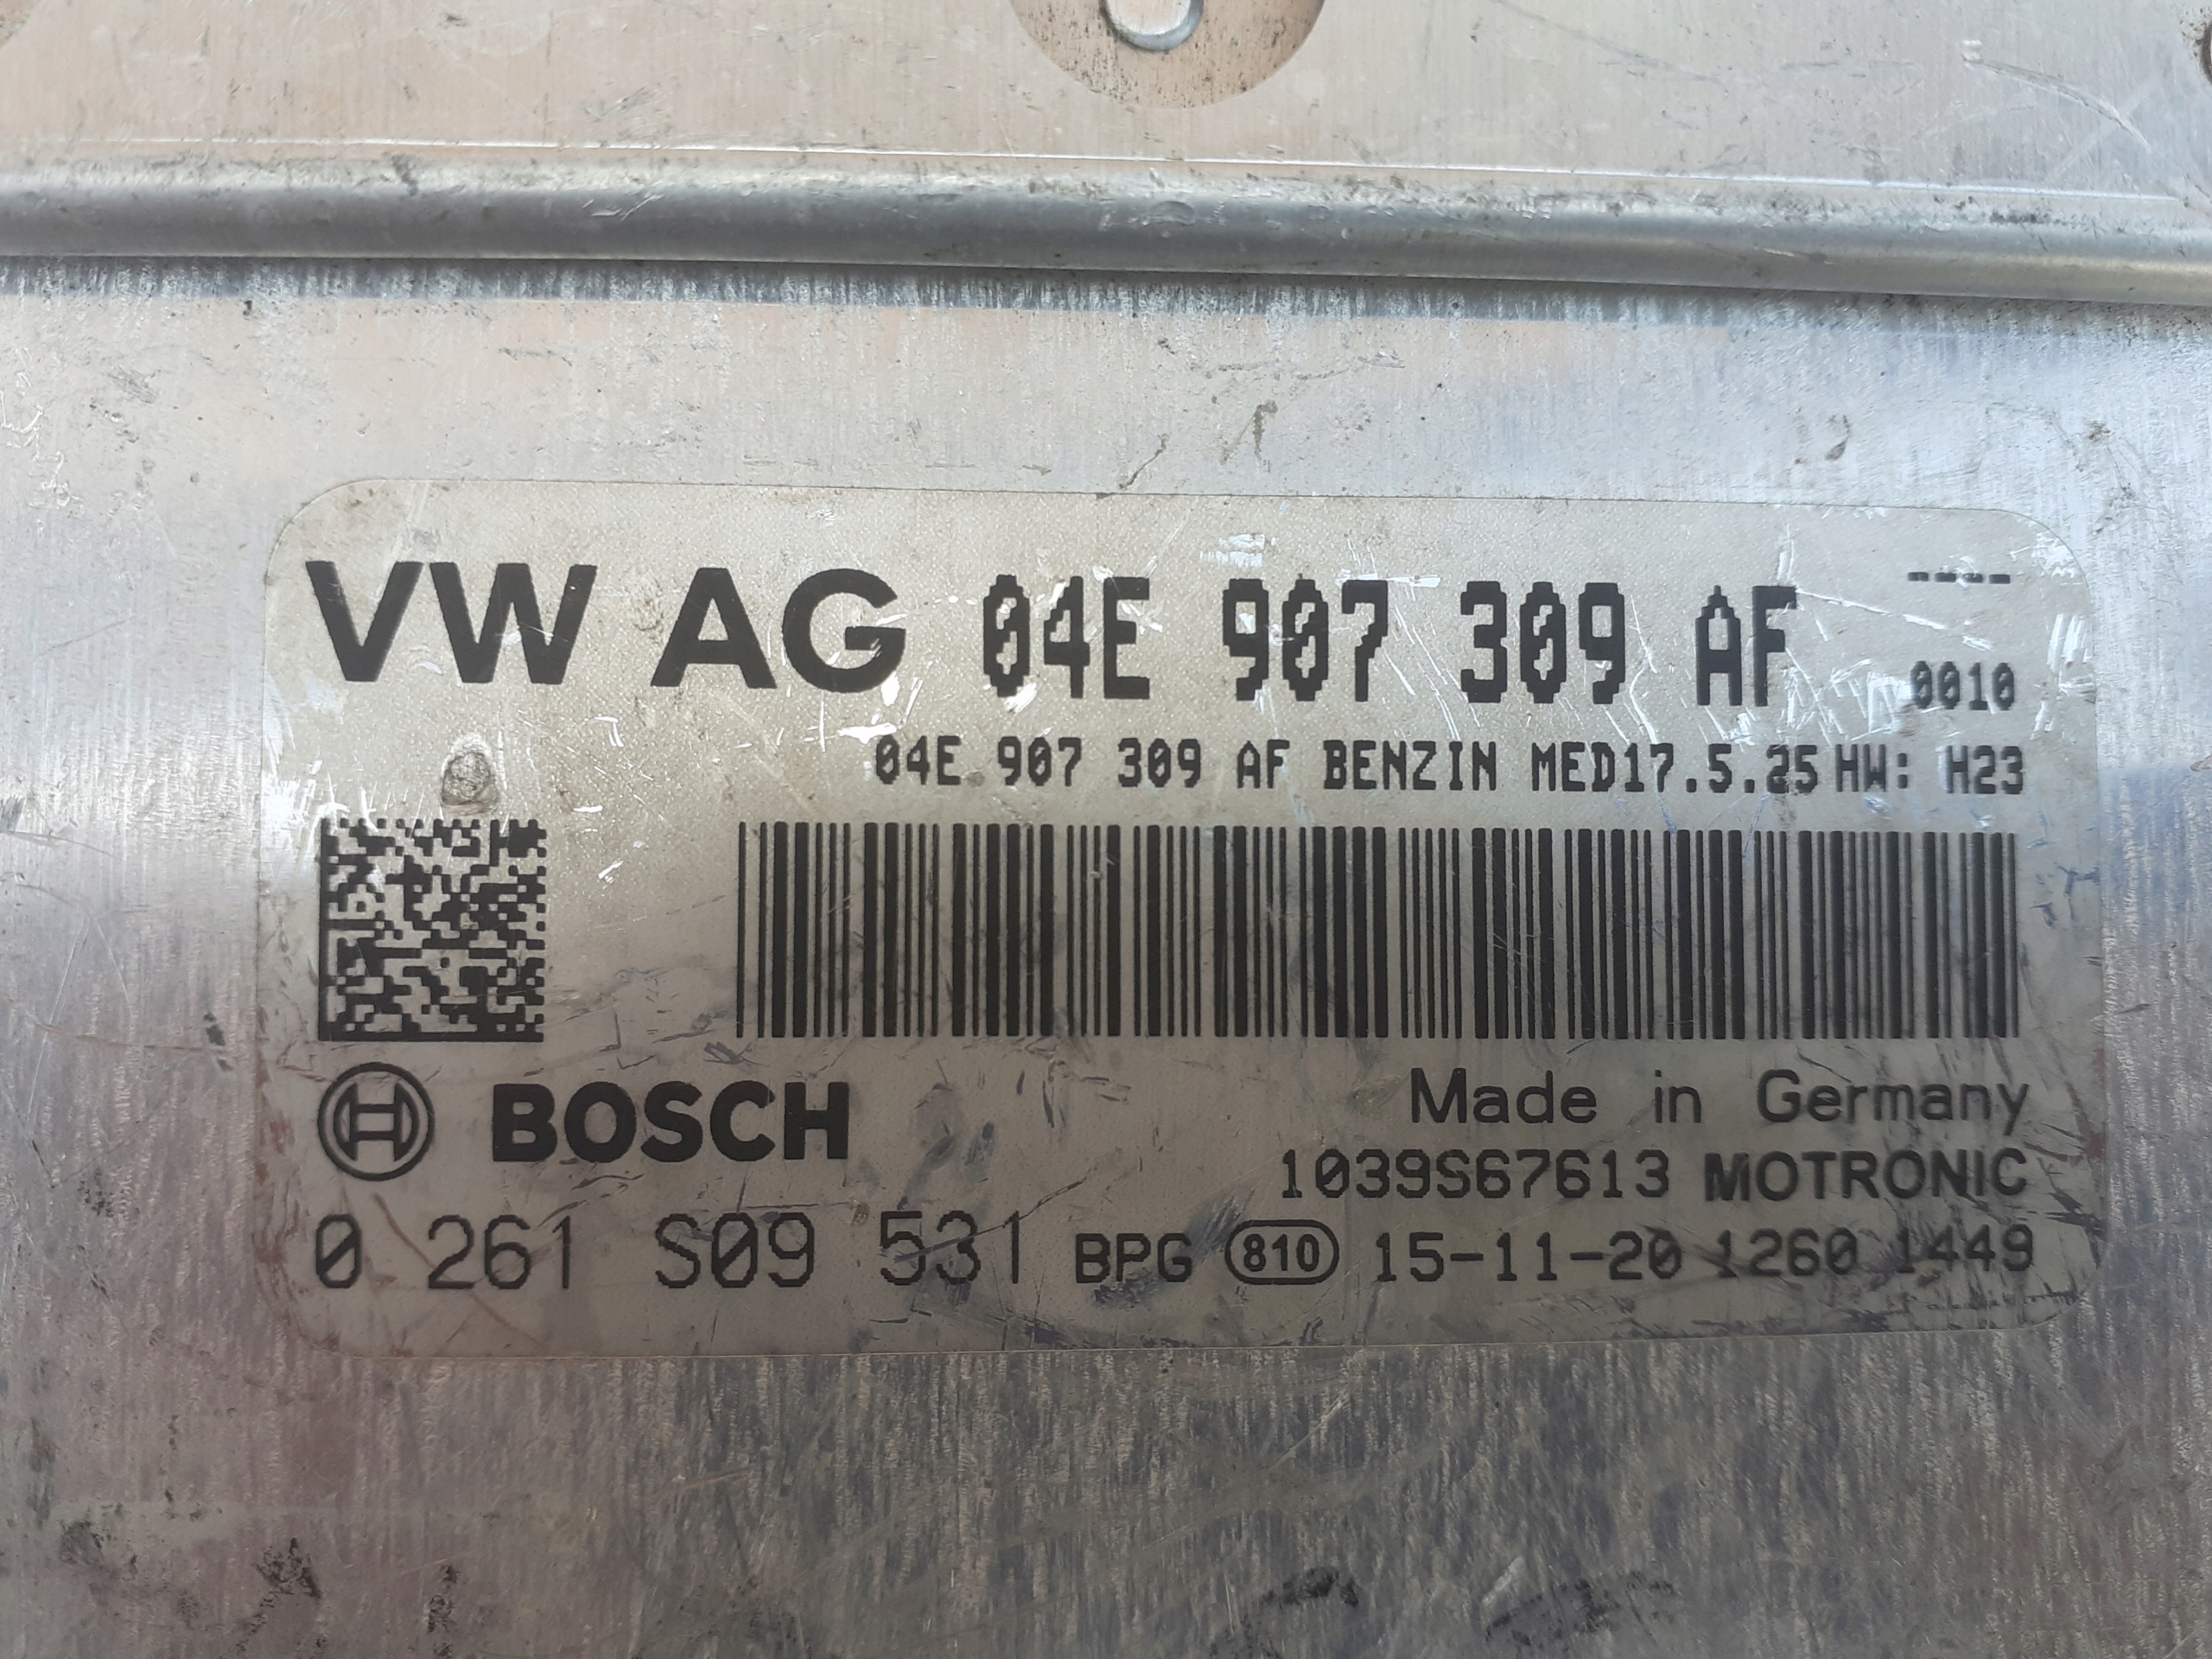 VW AG 04E 907 309 AF ----
0010
04E 907 309 AF BENZIN MED17.5.25 HW: H23
BOSCH
Made in Germany
1039S67613 MOTRONIC
0 261 S09 531 BPG 810 15-11-20 1260 1449